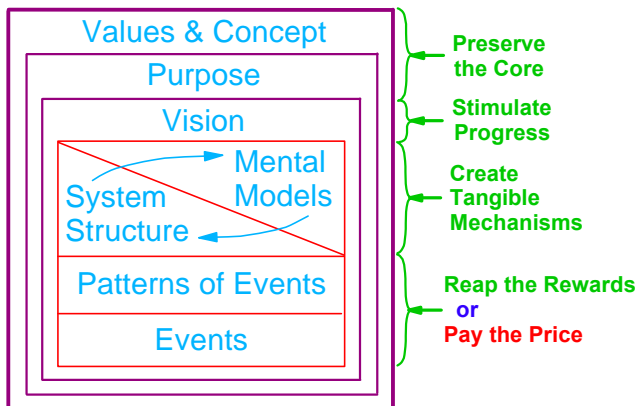 Values & Concept
Purpose
Vision
Mental
Models
System
Structure
Patterns of Events
Events
Preserve
the Core
Stimulate
Progress
Create
Tangible
Mechanisms
Reap the Rewards
or
Pay the Price